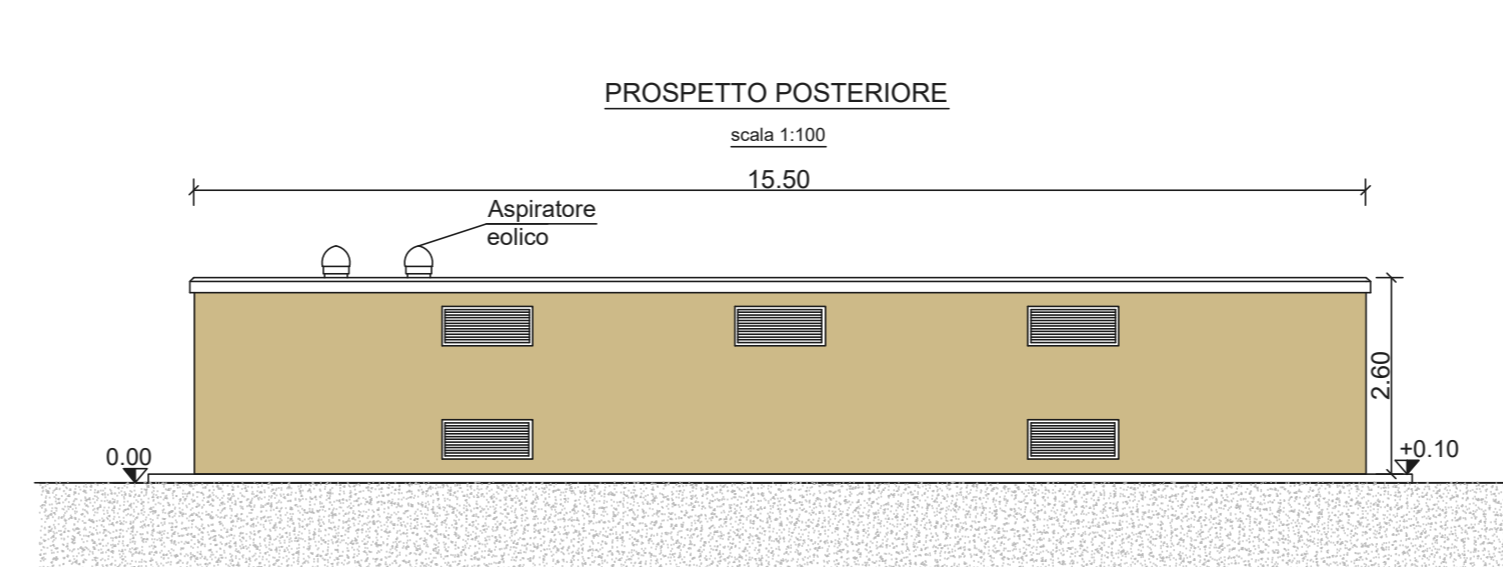 PROSPETTO POSTERIORE
scala 1:100
15.50
Aspiratore
eolico
2.60
0.00
+0.10